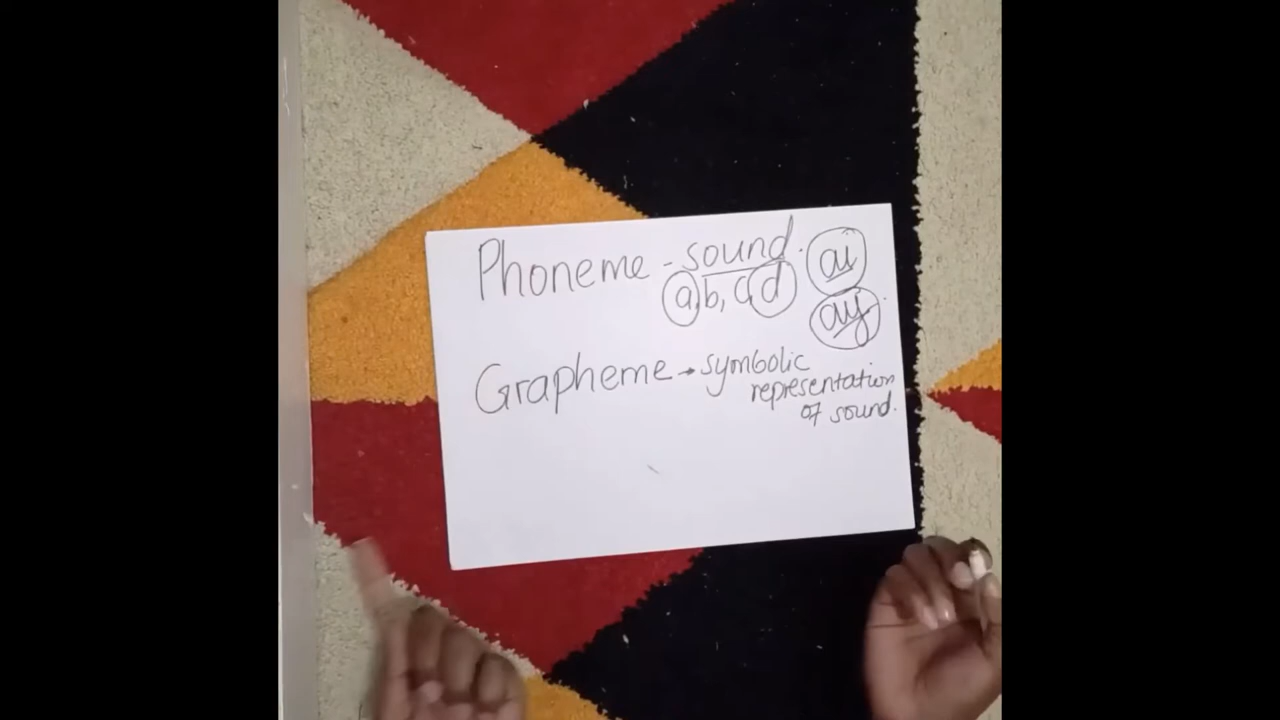 Phoneme - sound.
a, b, c, d
ai
ay
Grapheme → symbolic
representation
of sound.